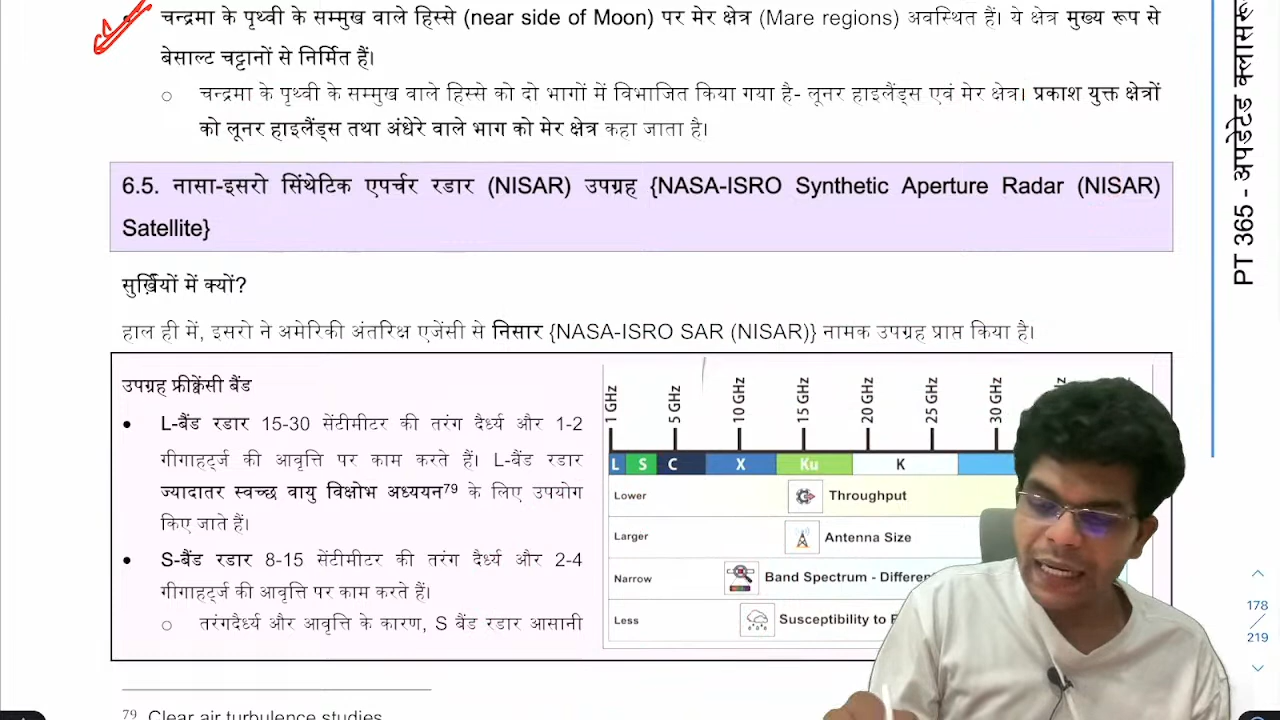 चन्द्रमा के पृथ्वी के सम्मुख वाले हिस्से (near side of Moon) पर मेर क्षेत्र (Mare regions) अवस्थित हैं। ये क्षेत्र मुख्य रूप से
बेसाल्ट चट्टानों से निर्मित हैं।
चन्द्रमा के पृथ्वी के सम्मुख वाले हिस्से को दो भागों में विभाजित किया गया है- लूनर हाइलैंड्स एवं मेर क्षेत्र। प्रकाश युक्त क्षेत्रों
को लूनर हाइलैंड्स तथा अंधेरे वाले भाग को मेर क्षेत्र कहा जाता है।
6.5. नासा-इसरो सिंथेटिक एपर्चर रडार (NISAR) उपग्रह {NASA-ISRO Synthetic Aperture Radar (NISAR)
Satellite}
सुर्ख़ियों में क्यों?
हाल ही में, इसरो ने अमेरिकी अंतरिक्ष एजेंसी से निसार {NASA-ISRO SAR (NISAR)} नामक उपग्रह प्राप्त किया है।
उपग्रह फ्रीक्वेंसी बैंड
• L-बैंड रडार 15-30 सेंटीमीटर की तरंग दैर्ध्य और 1-2
गीगाहर्ट्ज की आवृत्ति पर काम करते हैं। L-बैंड रडार
ज्यादातर स्वच्छ वायु विक्षोभ अध्ययन⁷⁹ के लिए उपयोग
किए जाते हैं।
• S-बैंड रडार 8-15 सेंटीमीटर की तरंग दैर्ध्य और 2-4
गीगाहर्ट्ज की आवृत्ति पर काम करते हैं।
तरंगदैर्ध्य और आवृत्ति के कारण, S बैंड रडार आसानी
1 GHz 5 GHz 10 GHz 15 GHz 20 GHz 25 GHz 30 GHz
L S C X Ku K
Lower Throughput
Larger Antenna Size
Narrow Band Spectrum -
Less Susceptibility to
79 Clear air turbulence studies
PT 365 - अपडेटेड
178
/
219